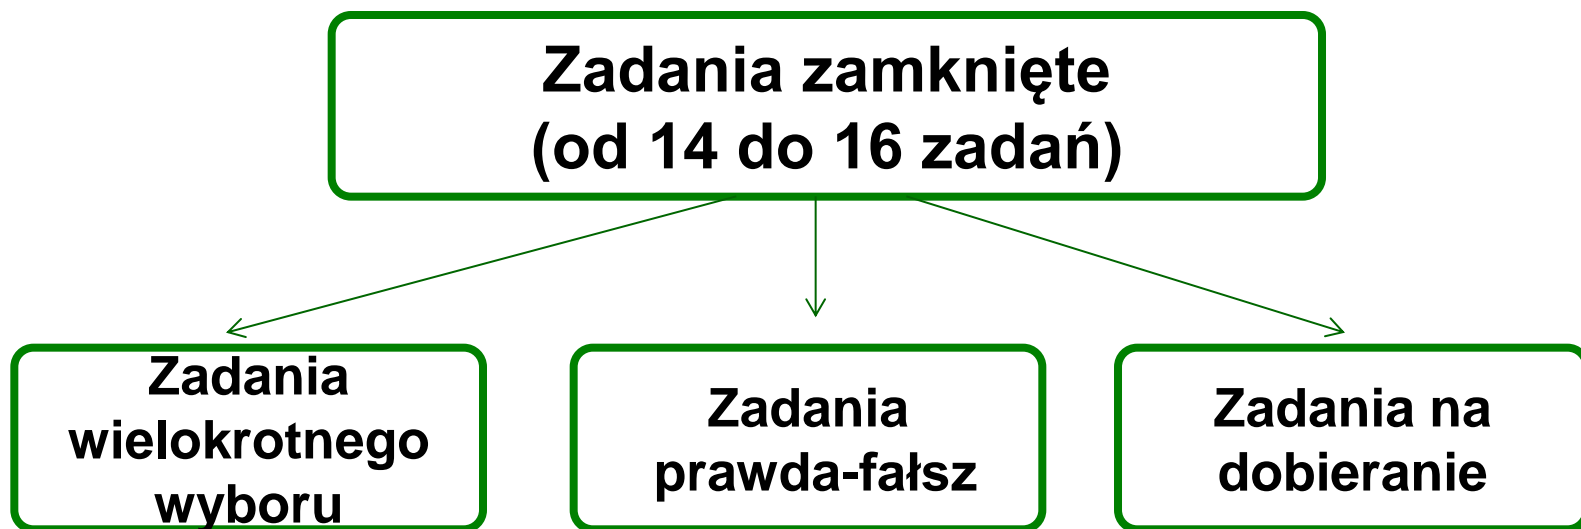 Zadania zamknięte
(od 14 do 16 zadań)
Zadania
wielokrotnego
wyboru
Zadania
prawda-fałsz
Zadania na
dobieranie